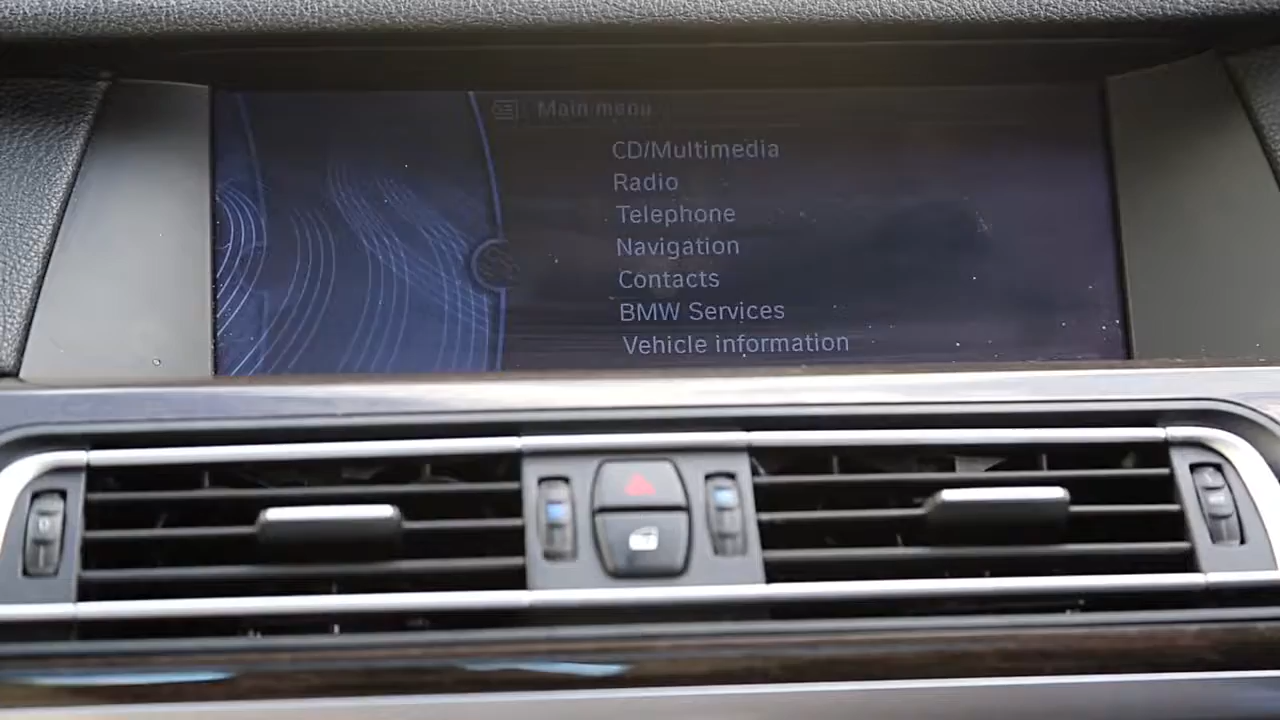 Main menu
CD/Multimedia
Radio
Telephone
Navigation
Contacts
BMW Services
Vehicle information